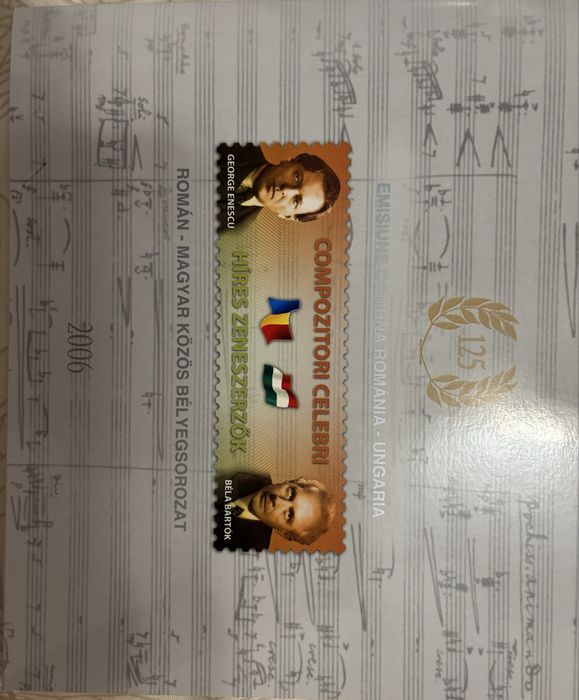 125
EMISIUNE COMUNĂ ROMÂNIA - UNGARIA
COMPOZITORI CELEBRI
HÍRES ZENESZERZŐK
GEORGE ENESCU
BÉLA BARTÓK
ROMÁN - MAGYAR KÖZÖS BÉLYEGSOROZAT
2006